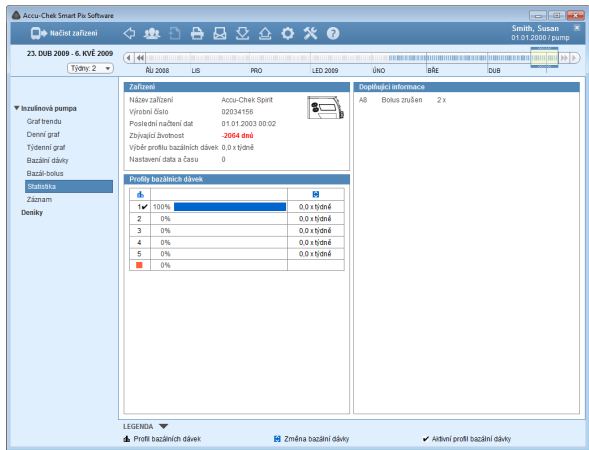 Accu-Chek Smart Pix Software
Načíst zařízení
Smith, Susan
01.01.2000 / pump
23. DUB 2009 - 6. KVĚ 2009
Týdny: 2
ŘÍJ 2008 LIS PRO LED 2009 ÚNO BŘE DUB
Inzulínová pumpa
Graf trendu
Denní graf
Týdenní graf
Bazální dávky
Bazál-bolus
Statistika
Záznam
Deníky
Zařízení
Název zařízení Accu-Chek Spirit
Výrobní číslo 02034156
Poslední načtení dat 01.01.2003 00:02
Zbývající životnost -2064 dnů
Výběr profilu bazálních dávek 0,0 x týdně
Nastavení data a času 0
Doplňující informace
A8 Bolus zrušen 2 x
Profily bazálních dávek
1✔ 100% 0,0 x týdně
2 0% 0,0 x týdně
3 0% 0,0 x týdně
4 0% 0,0 x týdně
5 0% 0,0 x týdně
0%
LEGENDA
Profil bazálních dávek Změna bazální dávky ✔ Aktivní profil bazální dávky